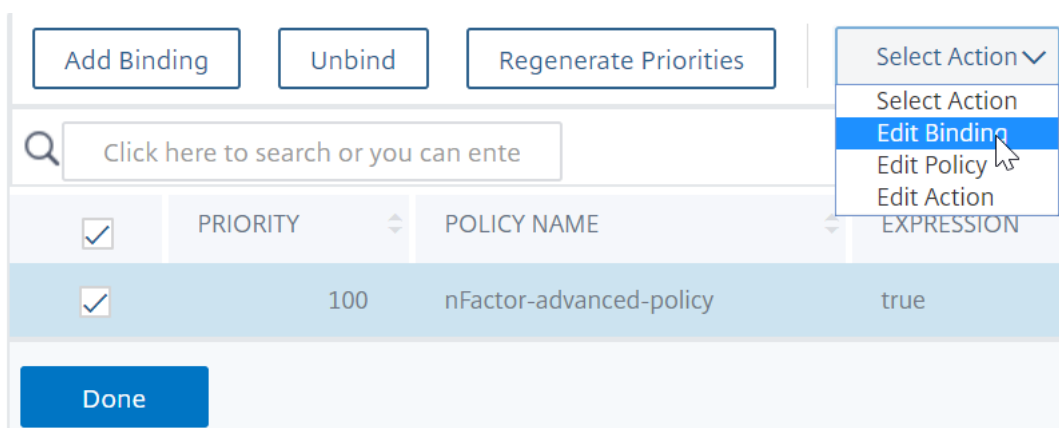 Add Binding
Unbind
Regenerate Priorities
Select Action
Select Action
Edit Binding
Edit Policy
Edit Action
Click here to search or you can ente
PRIORITY
POLICY NAME
EXPRESSION
100
nFactor-advanced-policy
true
Done